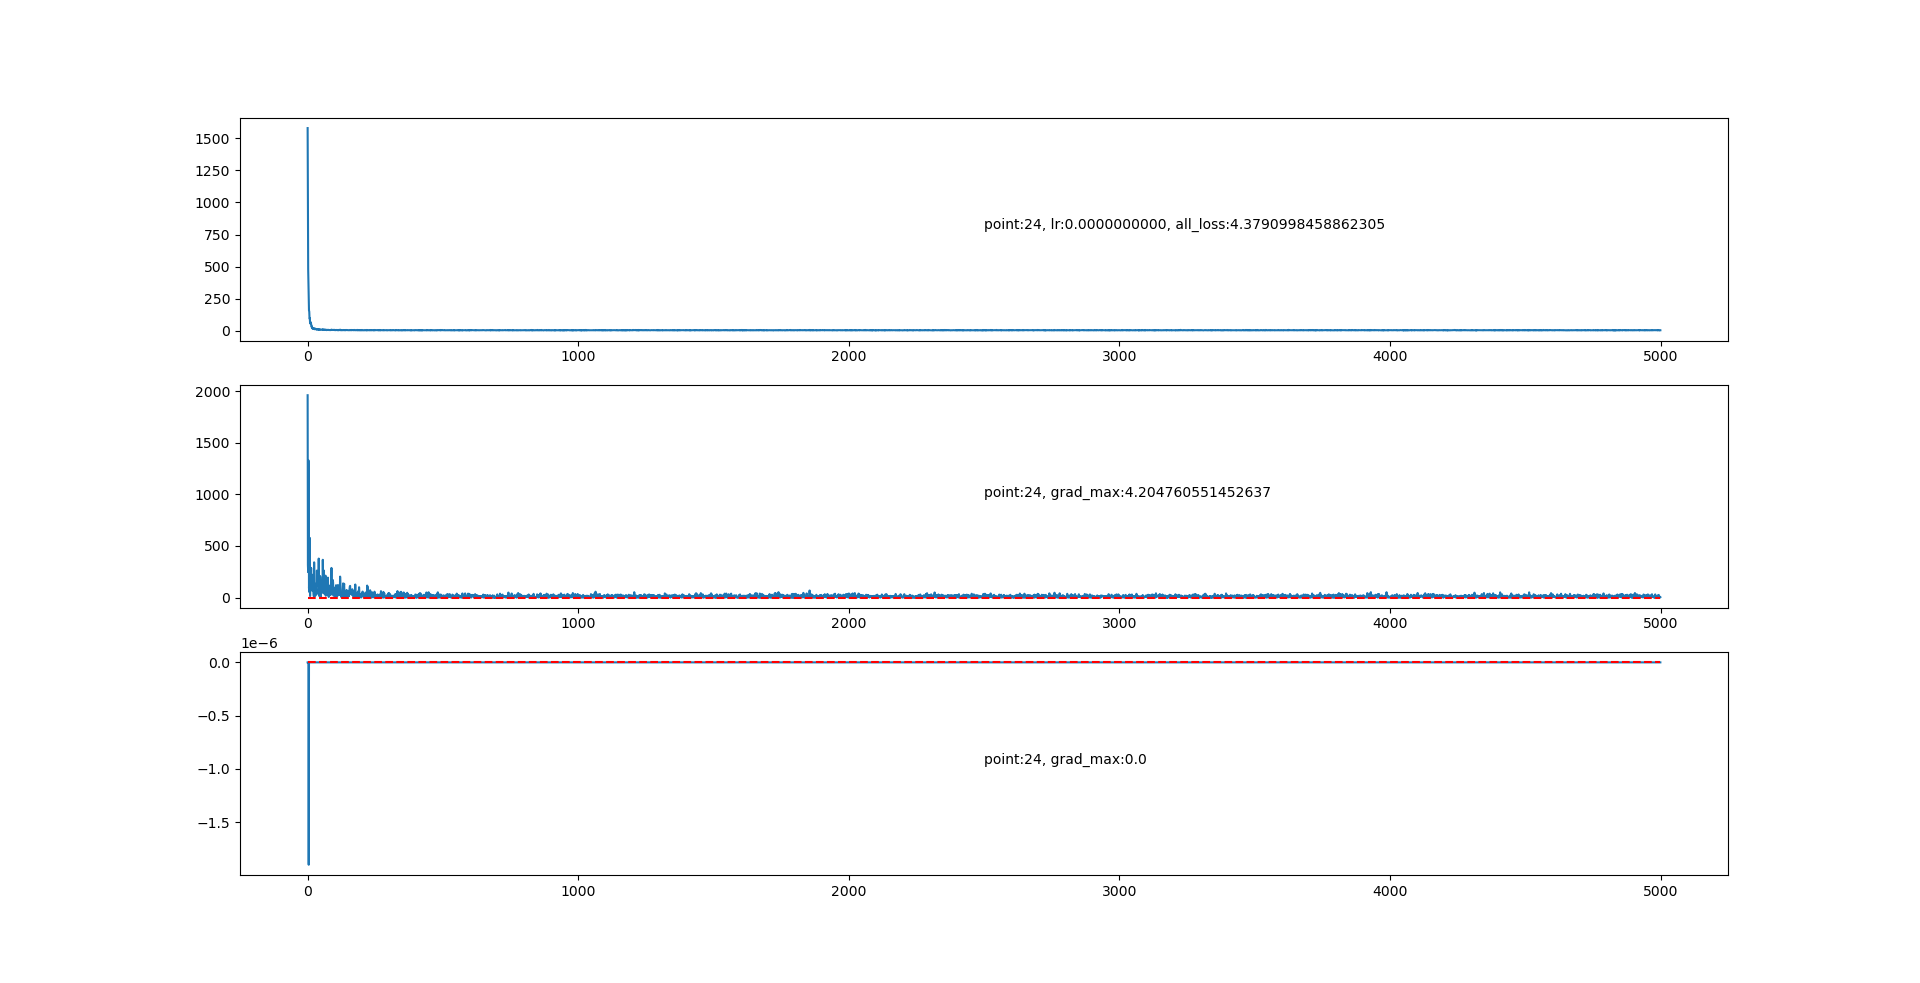 1500
1250
1000
750
500
250
0
point:24, lr:0.0000000000, all_loss:4.3790998458862305
0 1000 2000 3000 4000 5000
2000
1500
1000
500
0
point:24, grad_max:4.204760551452637
0 1000 2000 3000 4000 5000
1e−6
0.0
−0.5
−1.0
−1.5
point:24, grad_max:0.0
0 1000 2000 3000 4000 5000